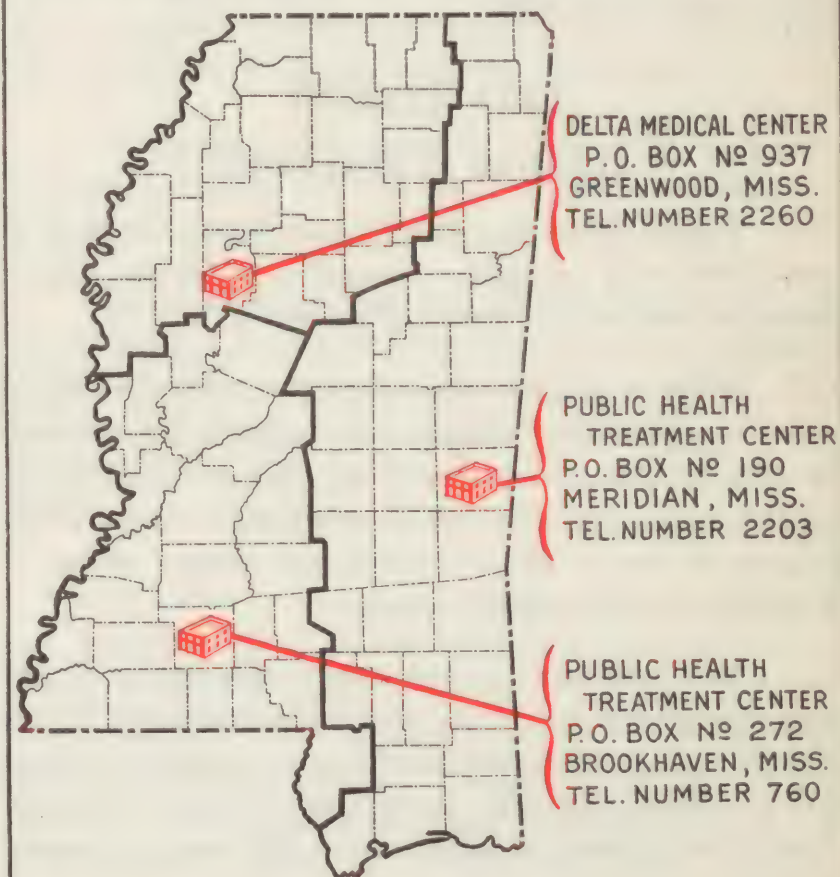 DELTA MEDICAL CENTER
P.O. BOX Nº 937
GREENWOOD, MISS.
TEL. NUMBER 2260
PUBLIC HEALTH
TREATMENT CENTER
P.O. BOX Nº 190
MERIDIAN, MISS.
TEL. NUMBER 2203
PUBLIC HEALTH
TREATMENT CENTER
P.O. BOX Nº 272
BROOKHAVEN, MISS.
TEL. NUMBER 760